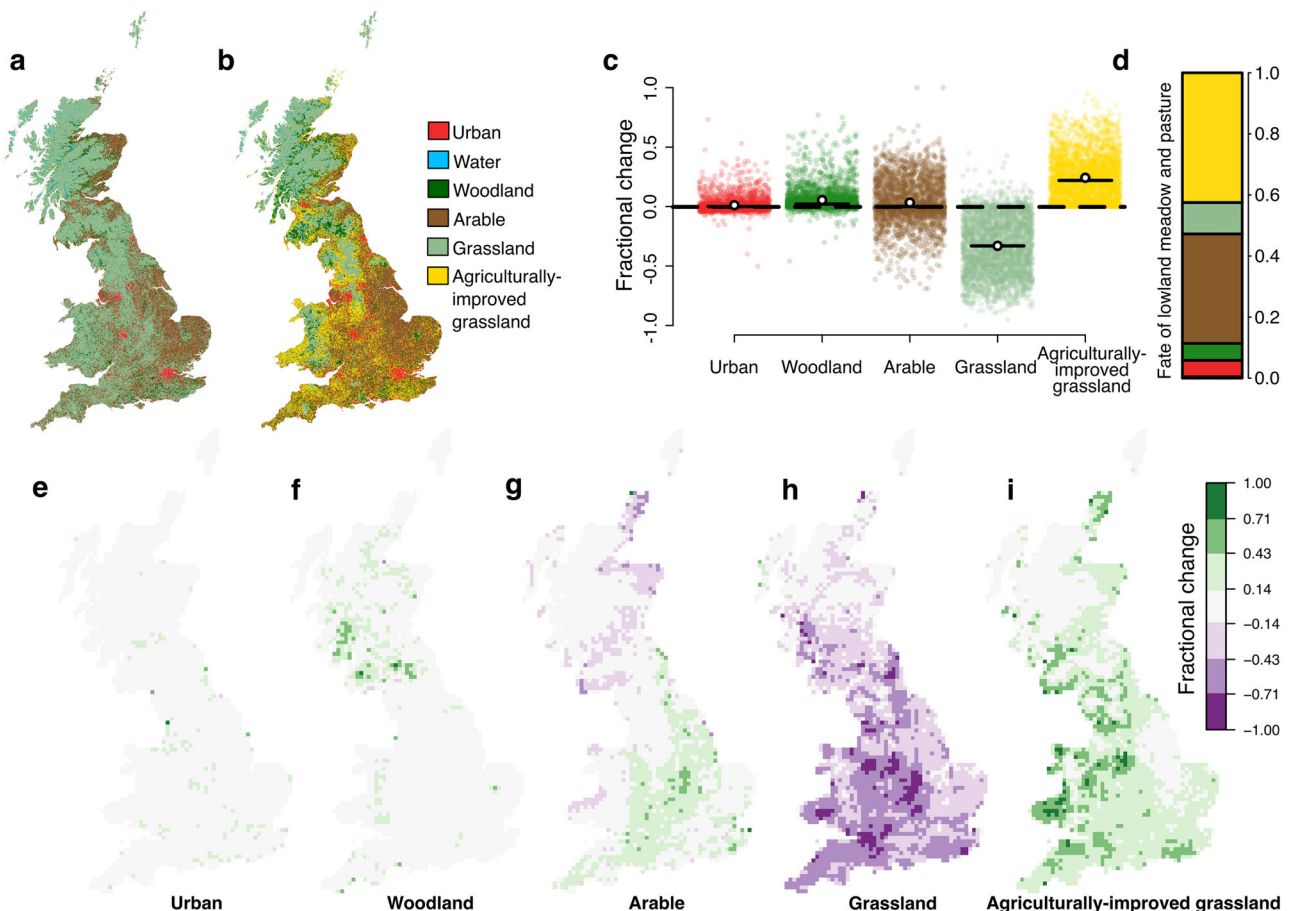 a
b
Urban
Water
Woodland
Arable
Grassland
Agriculturally-
improved
grassland
c
Fractional change
1.0
0.5
0.0
-0.5
-1.0
Urban
Woodland
Arable
Grassland
Agriculturally-
improved
grassland
d
Fate of lowland meadow and pasture
1.0
0.8
0.6
0.4
0.2
0.0
e
Urban
f
Woodland
g
Arable
h
Grassland
i
Agriculturally-improved grassland
Fractional change
1.00
0.71
0.43
0.14
−0.14
−0.43
−0.71
−1.00